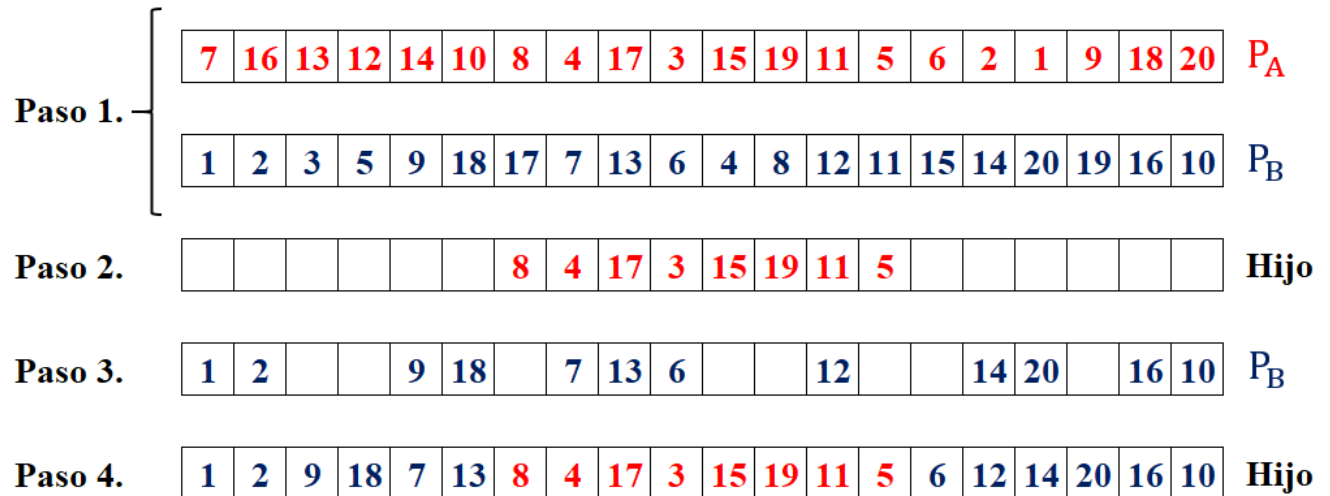 7 16 13 12 14 10 8 4 17 3 15 19 11 5 6 2 1 9 18 20 P_A
Paso 1.
1 2 3 5 9 18 17 7 13 6 4 8 12 11 15 14 20 19 16 10 P_B
Paso 2. 8 4 17 3 15 19 11 5 Hijo
Paso 3. 1 2 9 18 7 13 6 12 14 20 16 10 P_B
Paso 4. 1 2 9 18 7 13 8 4 17 3 15 19 11 5 6 12 14 20 16 10 Hijo